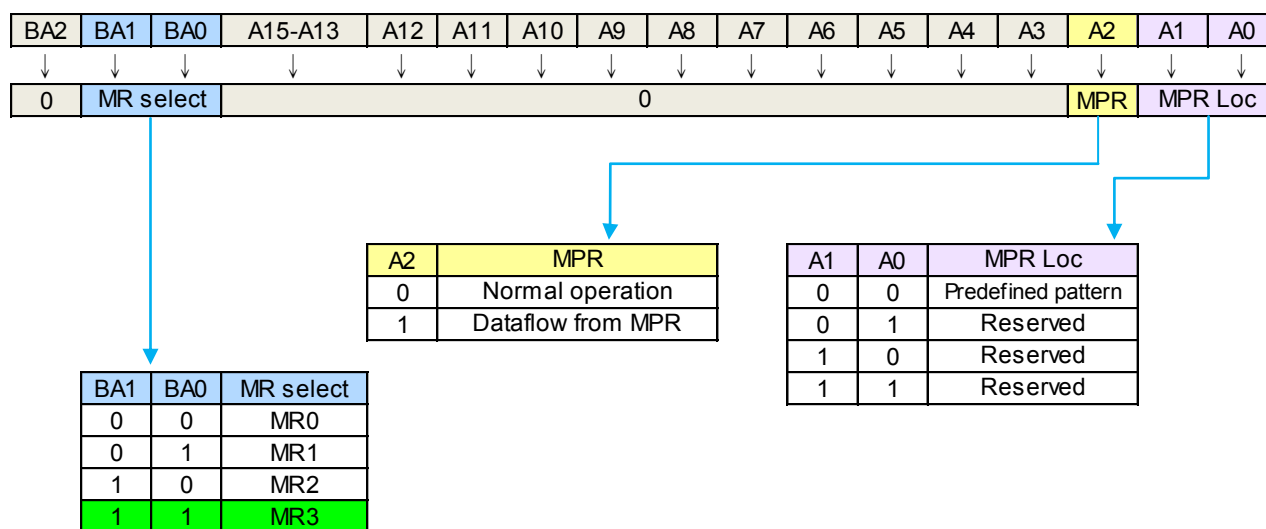 BA2 BA1 BA0 A15-A13 A12 A11 A10 A9 A8 A7 A6 A5 A4 A3 A2 A1 A0
0 MR select 0 MPR MPR Loc
A2 MPR
0 Normal operation
1 Dataflow from MPR
A1 A0 MPR Loc
0 0 Predefined pattern
0 1 Reserved
1 0 Reserved
1 1 Reserved
BA1 BA0 MR select
0 0 MR0
0 1 MR1
1 0 MR2
1 1 MR3